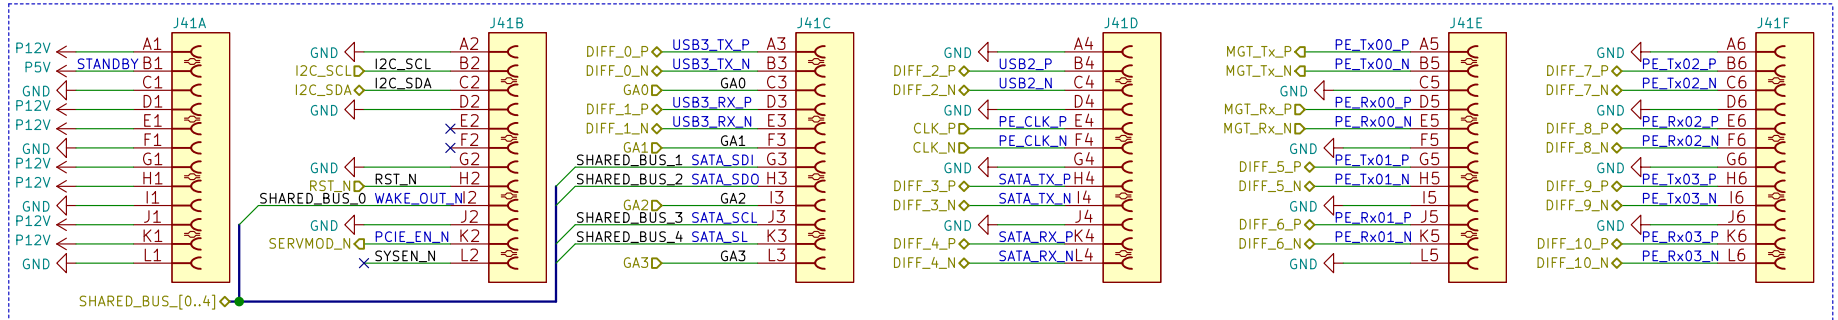 J41A
P12V A1
P5V STANDBY B1
GND C1
P12V D1
P12V E1
GND F1
P12V G1
P12V H1
GND I1
P12V J1
P12V K1
GND L1
SHARED_BUS_[0..4]
J41B
GND A2
I2C_SCL I2C_SCL B2
I2C_SDA I2C_SDA C2
GND D2
E2
F2
GND G2
RST_N RST_N H2
SHARED_BUS_0 WAKE_OUT_N I2
GND J2
SERVMOD_N PCIE_EN_N K2
SYSEN_N L2
J41C
DIFF_0_P USB3_TX_P A3
DIFF_0_N USB3_TX_N B3
GA0 GA0 C3
DIFF_1_P USB3_RX_P D3
DIFF_1_N USB3_RX_N E3
GA1 GA1 F3
SHARED_BUS_1 SATA_SDI G3
SHARED_BUS_2 SATA_SDO H3
GA2 GA2 I3
SHARED_BUS_3 SATA_SCL J3
SHARED_BUS_4 SATA_SL K3
GA3 GA3 L3
J41D
GND A4
DIFF_2_P USB2_P B4
DIFF_2_N USB2_N C4
GND D4
CLK_P PE_CLK_P E4
CLK_N PE_CLK_N F4
GND G4
DIFF_3_P SATA_TX_P H4
DIFF_3_N SATA_TX_N I4
GND J4
DIFF_4_P SATA_RX_P K4
DIFF_4_N SATA_RX_N L4
J41E
MGT_Tx_P PE_Tx00_P A5
MGT_Tx_N PE_Tx00_N B5
GND C5
MGT_Rx_P PE_Rx00_P D5
MGT_Rx_N PE_Rx00_N E5
GND F5
DIFF_5_P PE_Tx01_P G5
DIFF_5_N PE_Tx01_N H5
GND I5
DIFF_6_P PE_Rx01_P J5
DIFF_6_N PE_Rx01_N K5
GND L5
J41F
GND A6
DIFF_7_P PE_Tx02_P B6
DIFF_7_N PE_Tx02_N C6
GND D6
DIFF_8_P PE_Rx02_P E6
DIFF_8_N PE_Rx02_N F6
GND G6
DIFF_9_P PE_Tx03_P H6
DIFF_9_N PE_Tx03_N I6
GND J6
DIFF_10_P PE_Rx03_P K6
DIFF_10_N PE_Rx03_N L6